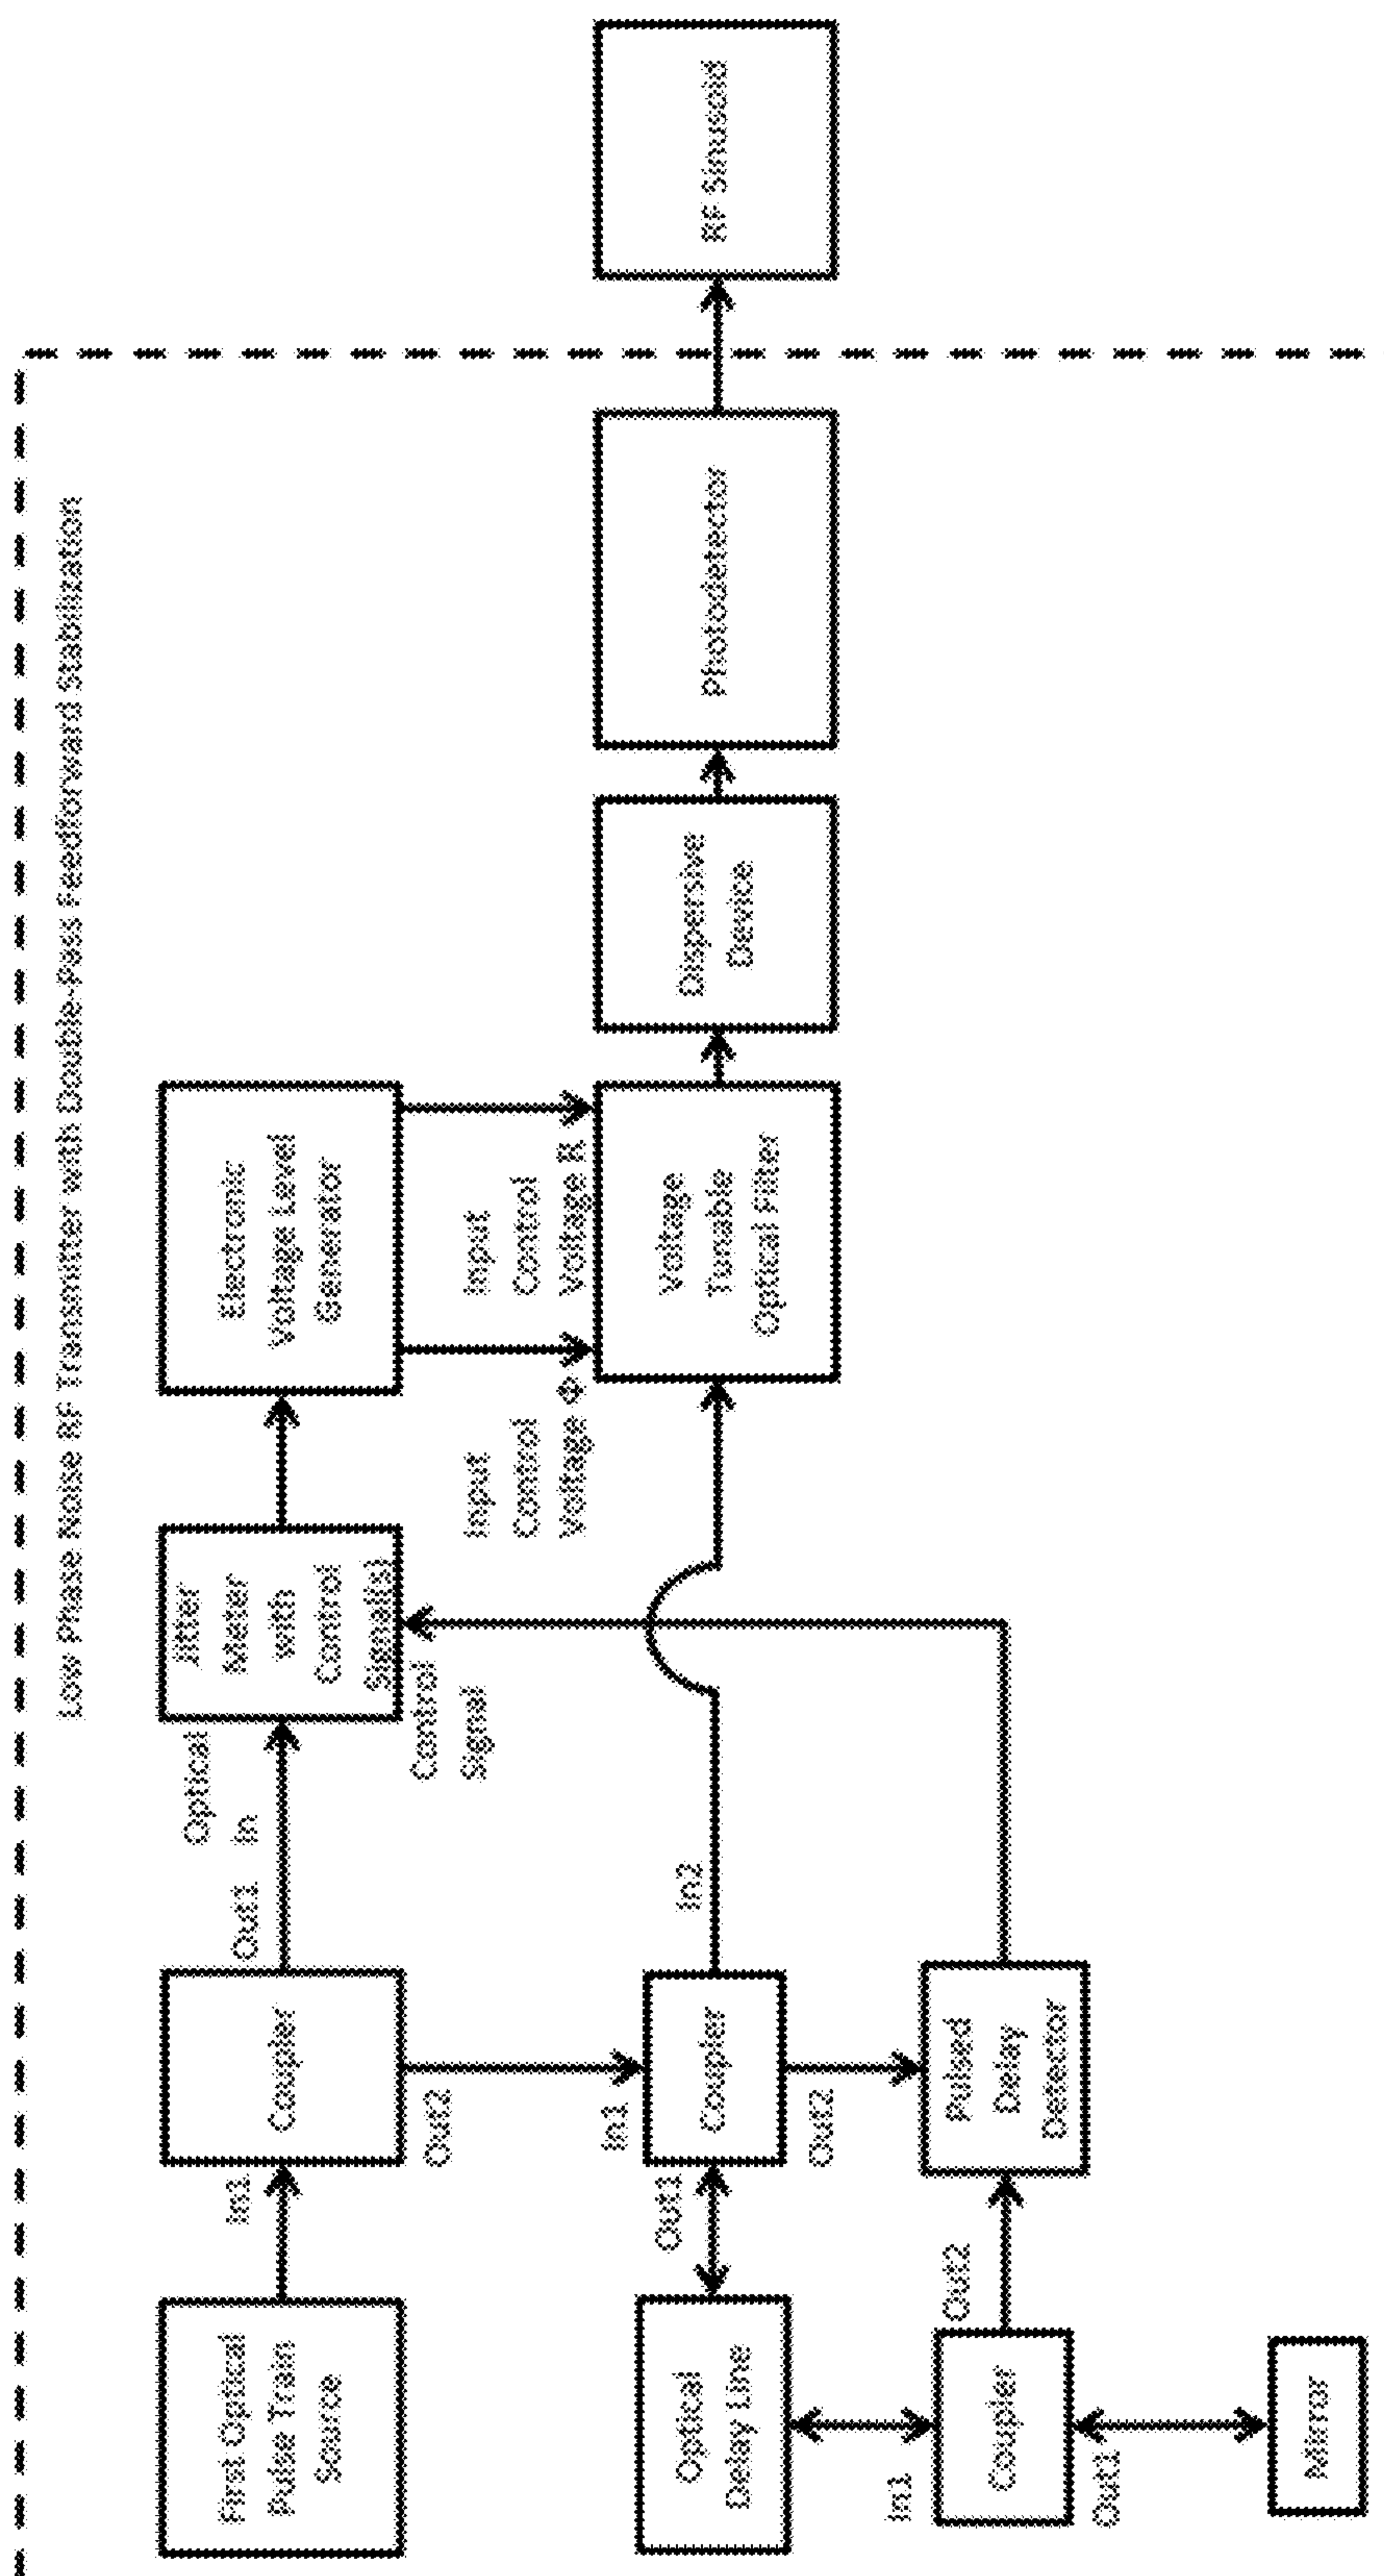 Low Phase Noise RF Transmitter with Double-Pass Feedforward Stabilization
First Optical
Pulse Train
Source
In1
Coupler
Out1
Optical
In
Jitter
Meter
with
Control
Signal(s)
Electronic
Voltage Level
Generator
Out2
Control
Signal
Input
Control
Voltage Φ
Input
Control
Voltage R
Optical
Delay Line
Out1
In1
Coupler
In2
Voltage
Tunable
Optical Filter
Dispersive
Device
Photodetector
RF Sinusoid
Out2
In1
Coupler
Out2
Pulsed
Delay
Detector
Out1
Mirror